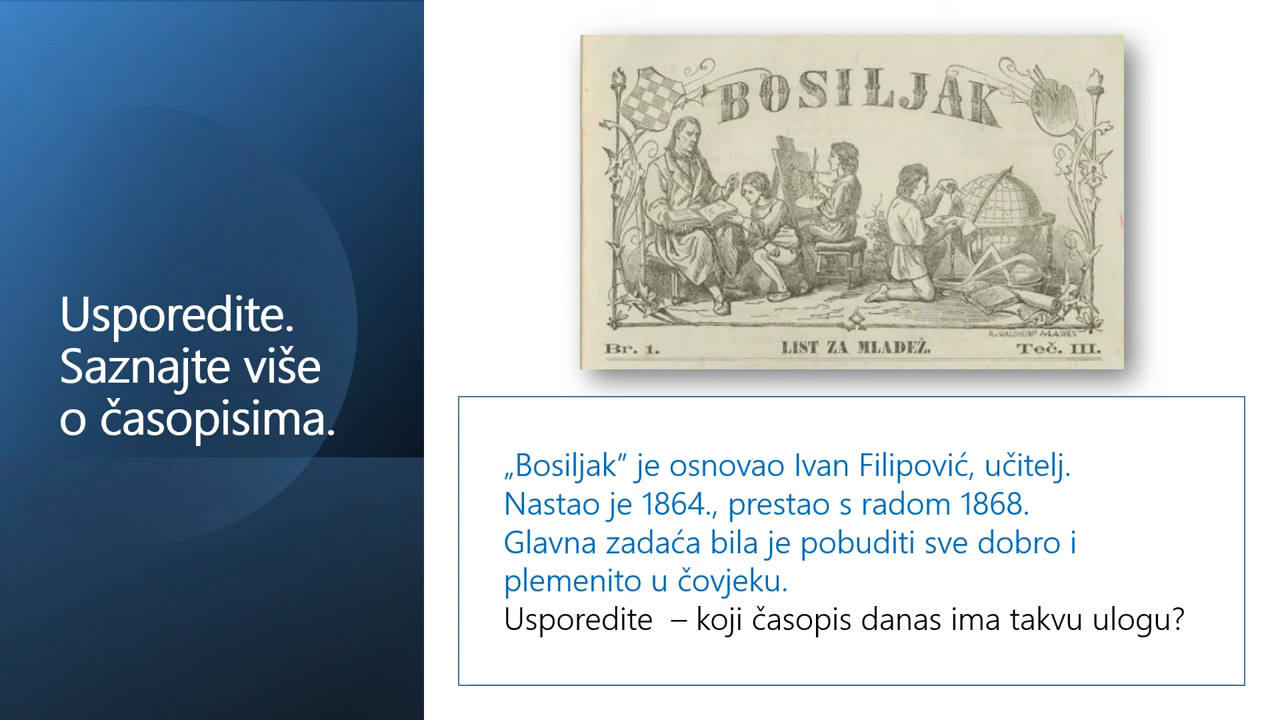 Usporedite.
Saznajte više
o časopisima.
BOSILJAK
Br. 1.
LIST ZA MLADEŽ.
Teč. III.
„Bosiljak” je osnovao Ivan Filipović, učitelj.
Nastao je 1864., prestao s radom 1868.
Glavna zadaća bila je pobuditi sve dobro i
plemenito u čovjeku.
Usporedite  – koji časopis danas ima takvu ulogu?